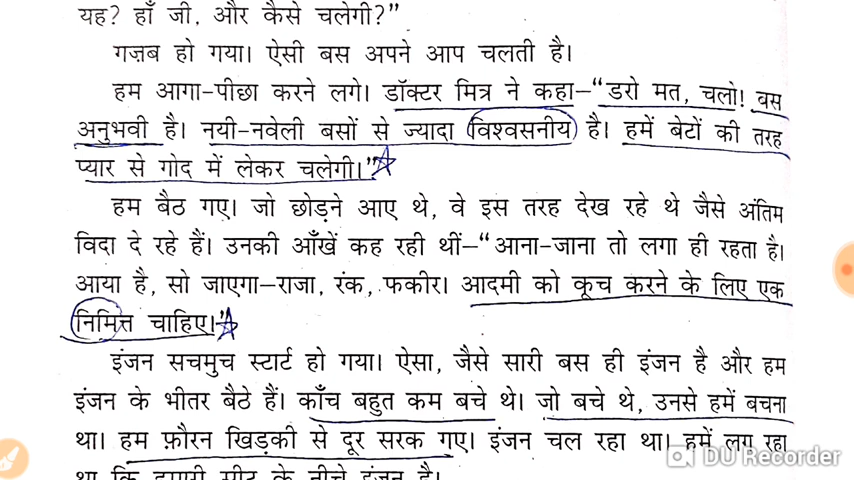 यह? हाँ जी, और कैसे चलेगी?”
गज़ब हो गया। ऐसी बस अपने आप चलती है।
हम आगा-पीछा करने लगे। डॉक्टर मित्र ने कहा–“डरो मत, चलो! बस
अनुभवी है। नयी-नवेली बसों से ज्यादा विश्वसनीय है। हमें बेटों की तरह
प्यार से गोद में लेकर चलेगी।”
हम बैठ गए। जो छोड़ने आए थे, वे इस तरह देख रहे थे जैसे अंतिम
विदा दे रहे हैं। उनकी आँखें कह रही थीं–“आना-जाना तो लगा ही रहता है।
आया है, सो जाएगा–राजा, रंक, फकीर। आदमी को कूच करने के लिए एक
निमित्त चाहिए।”
इंजन सचमुच स्टार्ट हो गया। ऐसा, जैसे सारी बस ही इंजन है और हम
इंजन के भीतर बैठे हैं। काँच बहुत कम बचे थे। जो बचे थे, उनसे हमें बचना
था। हम फ़ौरन खिड़की से दूर सरक गए। इंजन चल रहा था। हमें लग रहा
था कि हमारी सीट के नीचे इंजन है।
DU Recorder